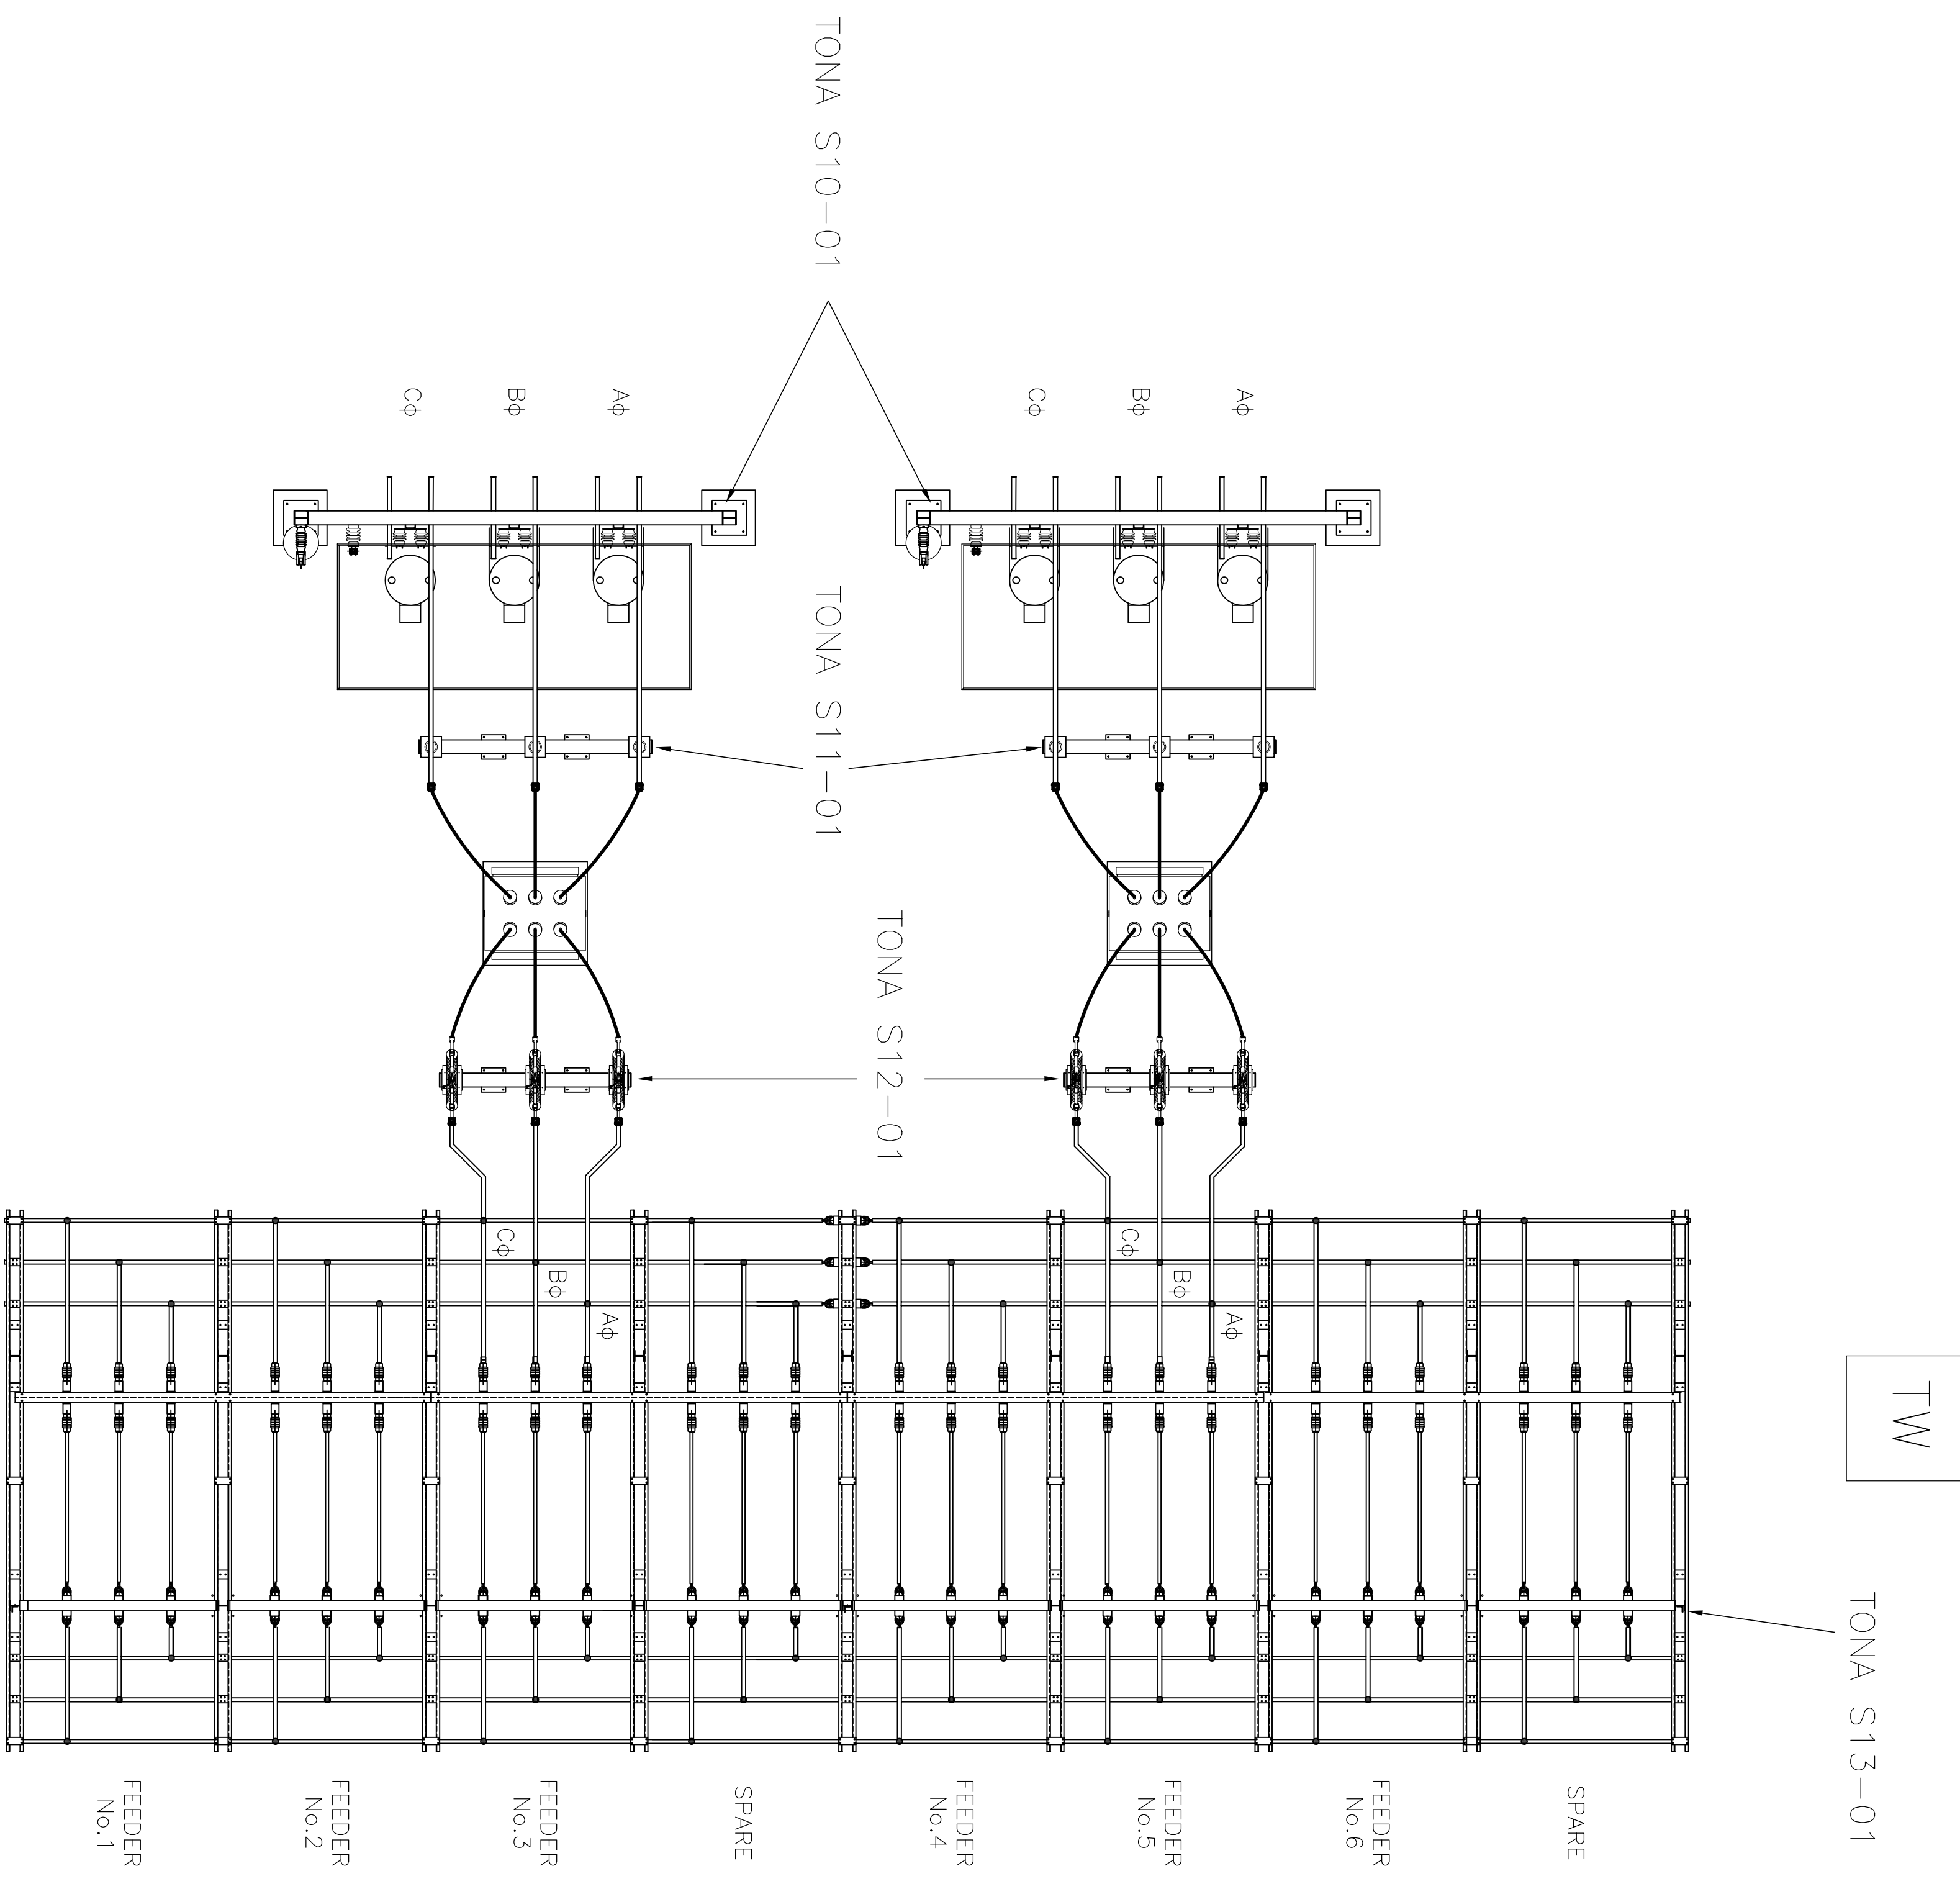 TONA S10-01
Cϕ
Bϕ
Aϕ
Cϕ
Bϕ
Aϕ
TONA S11-01
TONA S12-01
Cϕ
Bϕ
Aϕ
Cϕ
Bϕ
Aϕ
TW
TONA S13-01
FEEDER
No.1
FEEDER
No.2
FEEDER
No.3
SPARE
FEEDER
No.4
FEEDER
No.5
FEEDER
No.6
SPARE